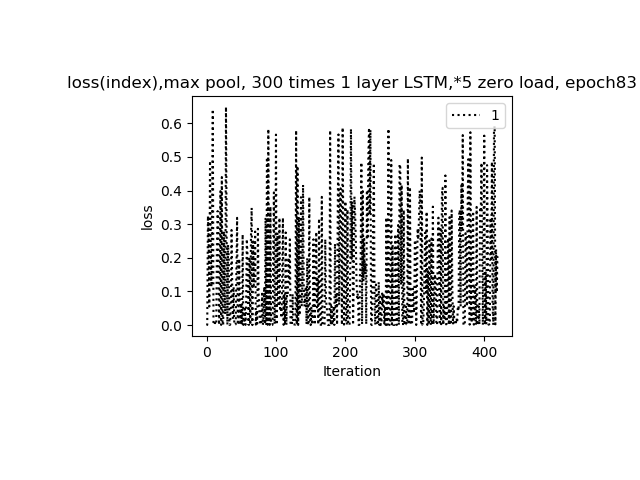 loss(index),max pool, 300 times 1 layer LSTM,*5 zero load, epoch83
1
0.6
0.5
0.4
0.3
0.2
0.1
0.0
loss
0 100 200 300 400
Iteration